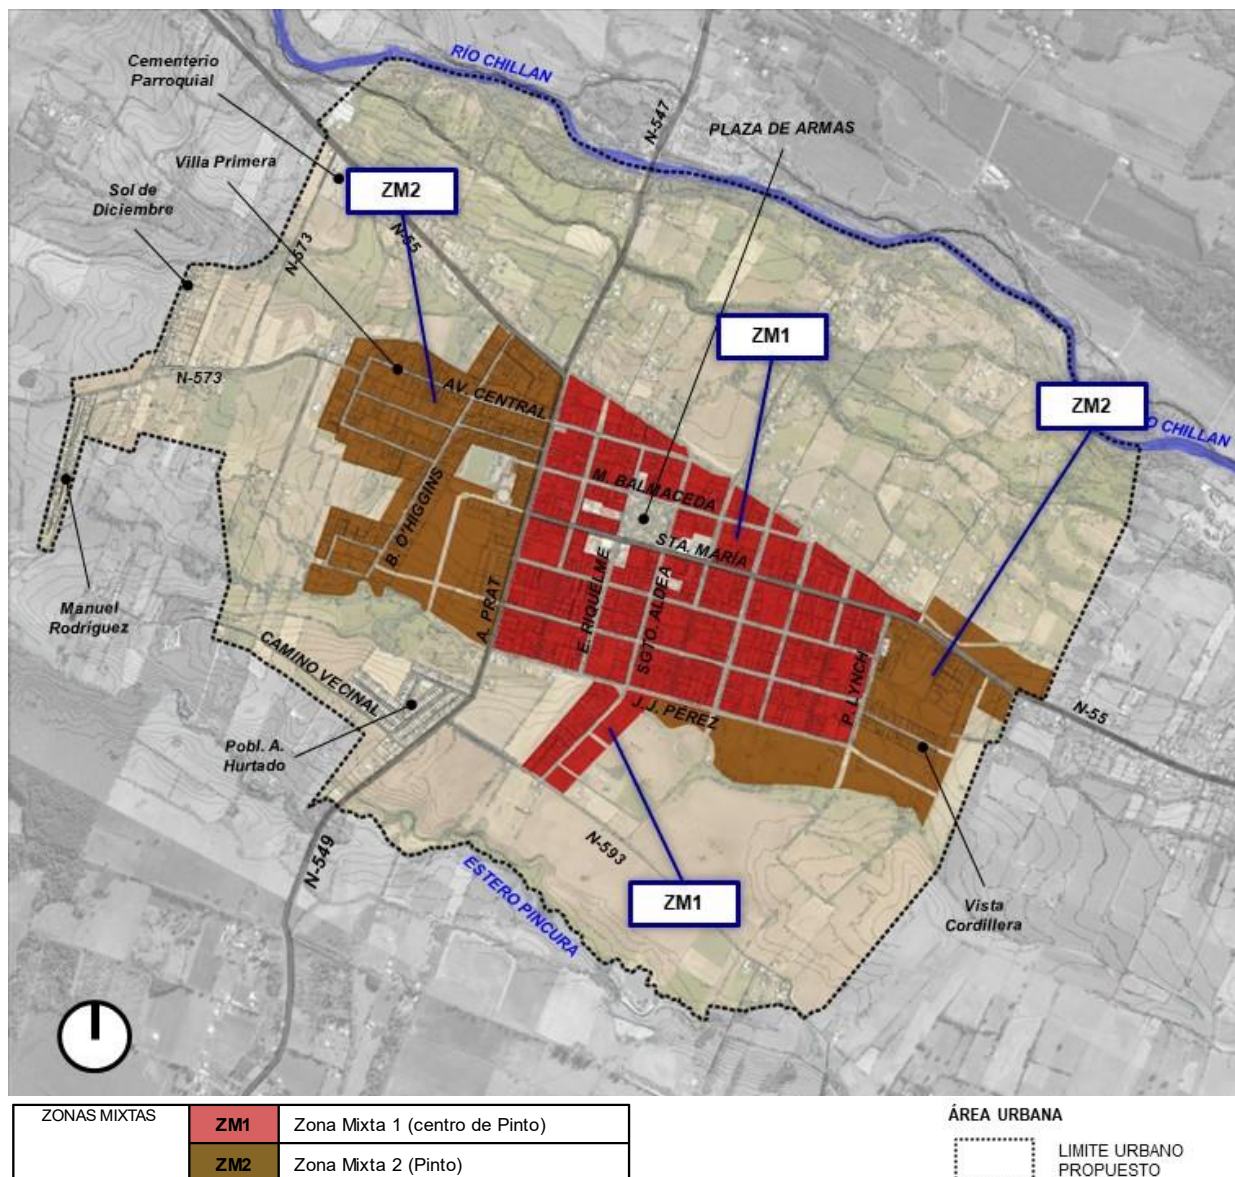 Cementerio
Parroquial
RÍO CHILLAN
N-547
PLAZA DE ARMAS
Villa Primera
Sol de
Diciembre
ZM2
N-55
N-573
ZM1
N-573
AV. CENTRAL
ZM2
O CHILLAN
M. BALMACEDA
B. O'HIGGINS
STA. MARÍA
E. RIQUELME
SGTO. ALDEA
A. PRAT
Manuel
Rodríguez
CAMINO VECINAL
P. LYNCH
J.J. PÉREZ
N-55
Pobl. A.
Hurtado
N-549
N-593
ESTERO PINCURA
ZM1
Vista
Cordillera
ZONAS MIXTAS
ZM1 Zona Mixta 1 (centro de Pinto)
ZM2 Zona Mixta 2 (Pinto)
ÁREA URBANA
LIMITE URBANO
PROPUESTO